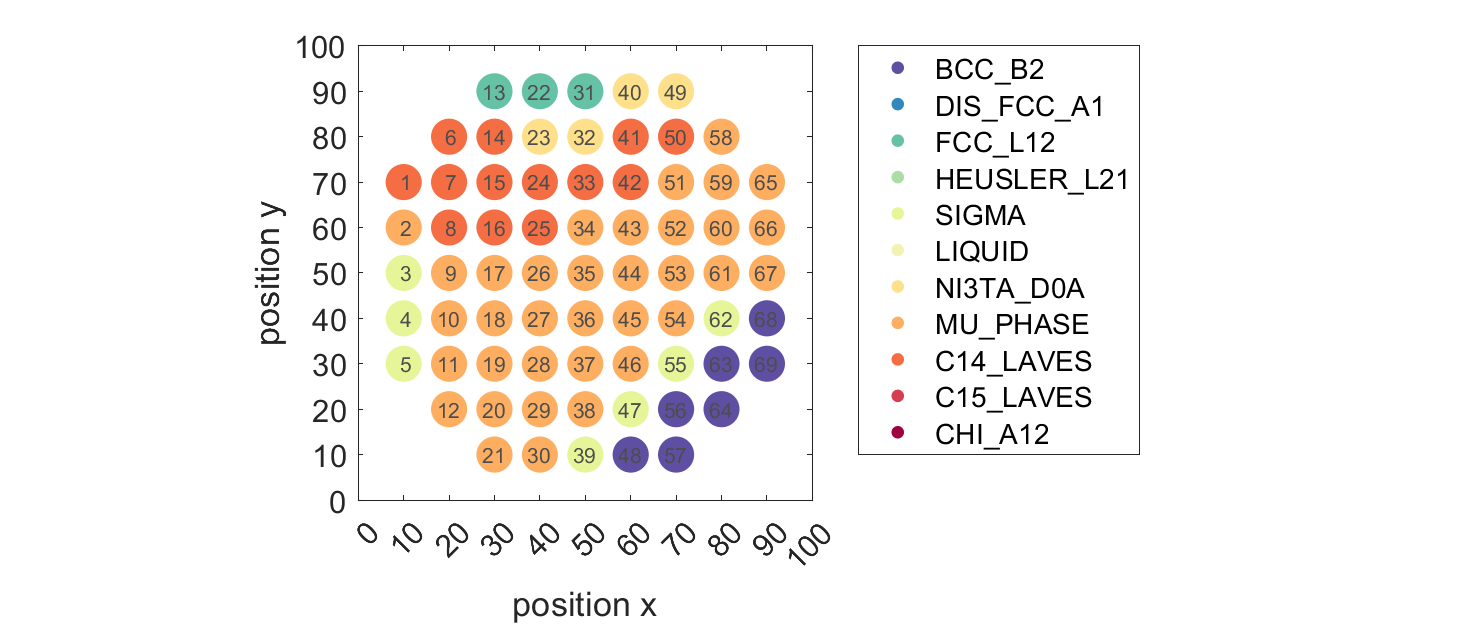 100
90
80
70
60
50
40
30
20
10
0
position y
13 22 31 40 49
6 14 23 32 41 50 58
1 7 15 24 33 42 51 59 65
2 8 16 25 34 43 52 60 66
3 9 17 26 35 44 53 61 67
4 10 18 27 36 45 54 62 68
5 11 19 28 37 46 55 63 69
12 20 29 38 47 56 64
21 30 39 48 57
0 10 20 30 40 50 60 70 80 90 100
position x
BCC_B2
DIS_FCC_A1
FCC_L12
HEUSLER_L21
SIGMA
LIQUID
NI3TA_D0A
MU_PHASE
C14_LAVES
C15_LAVES
CHI_A12